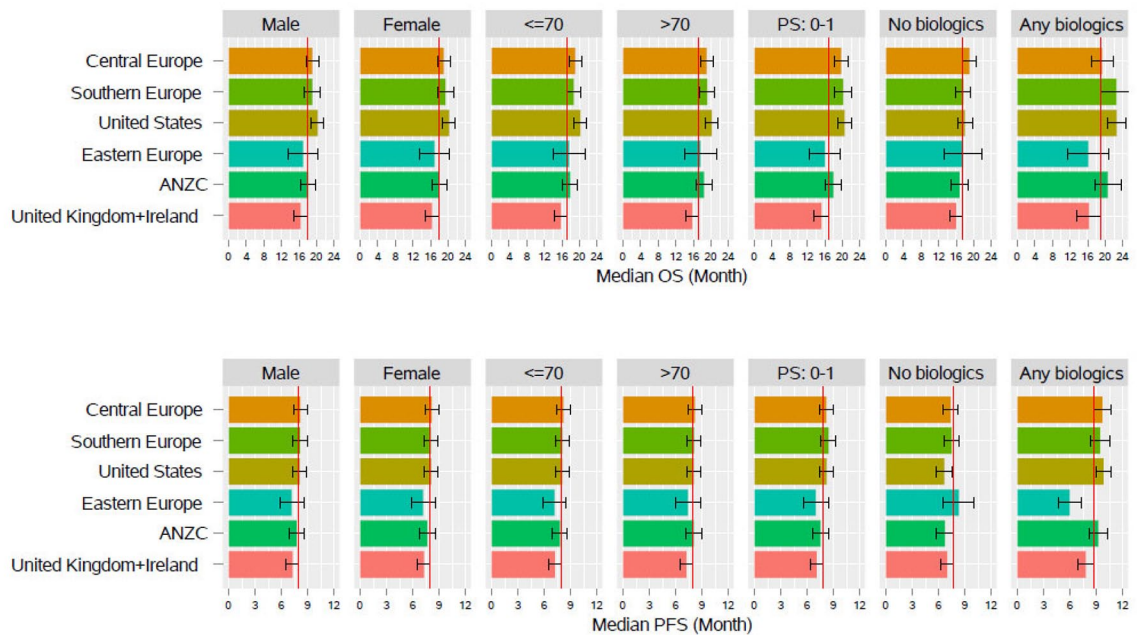 Male Female <=70 >70 PS: 0-1 No biologics Any biologics
Central Europe
Southern Europe
United States
Eastern Europe
ANZC
United Kingdom+Ireland
0 4 8 12 16 20 24 0 4 8 12 16 20 24 0 4 8 12 16 20 24 0 4 8 12 16 20 24 0 4 8 12 16 20 24 0 4 8 12 16 20 24 0 4 8 12 16 20 24
Median OS (Month)
Male Female <=70 >70 PS: 0-1 No biologics Any biologics
Central Europe
Southern Europe
United States
Eastern Europe
ANZC
United Kingdom+Ireland
0 3 6 9 12 0 3 6 9 12 0 3 6 9 12 0 3 6 9 12 0 3 6 9 12 0 3 6 9 12 0 3 6 9 12
Median PFS (Month)